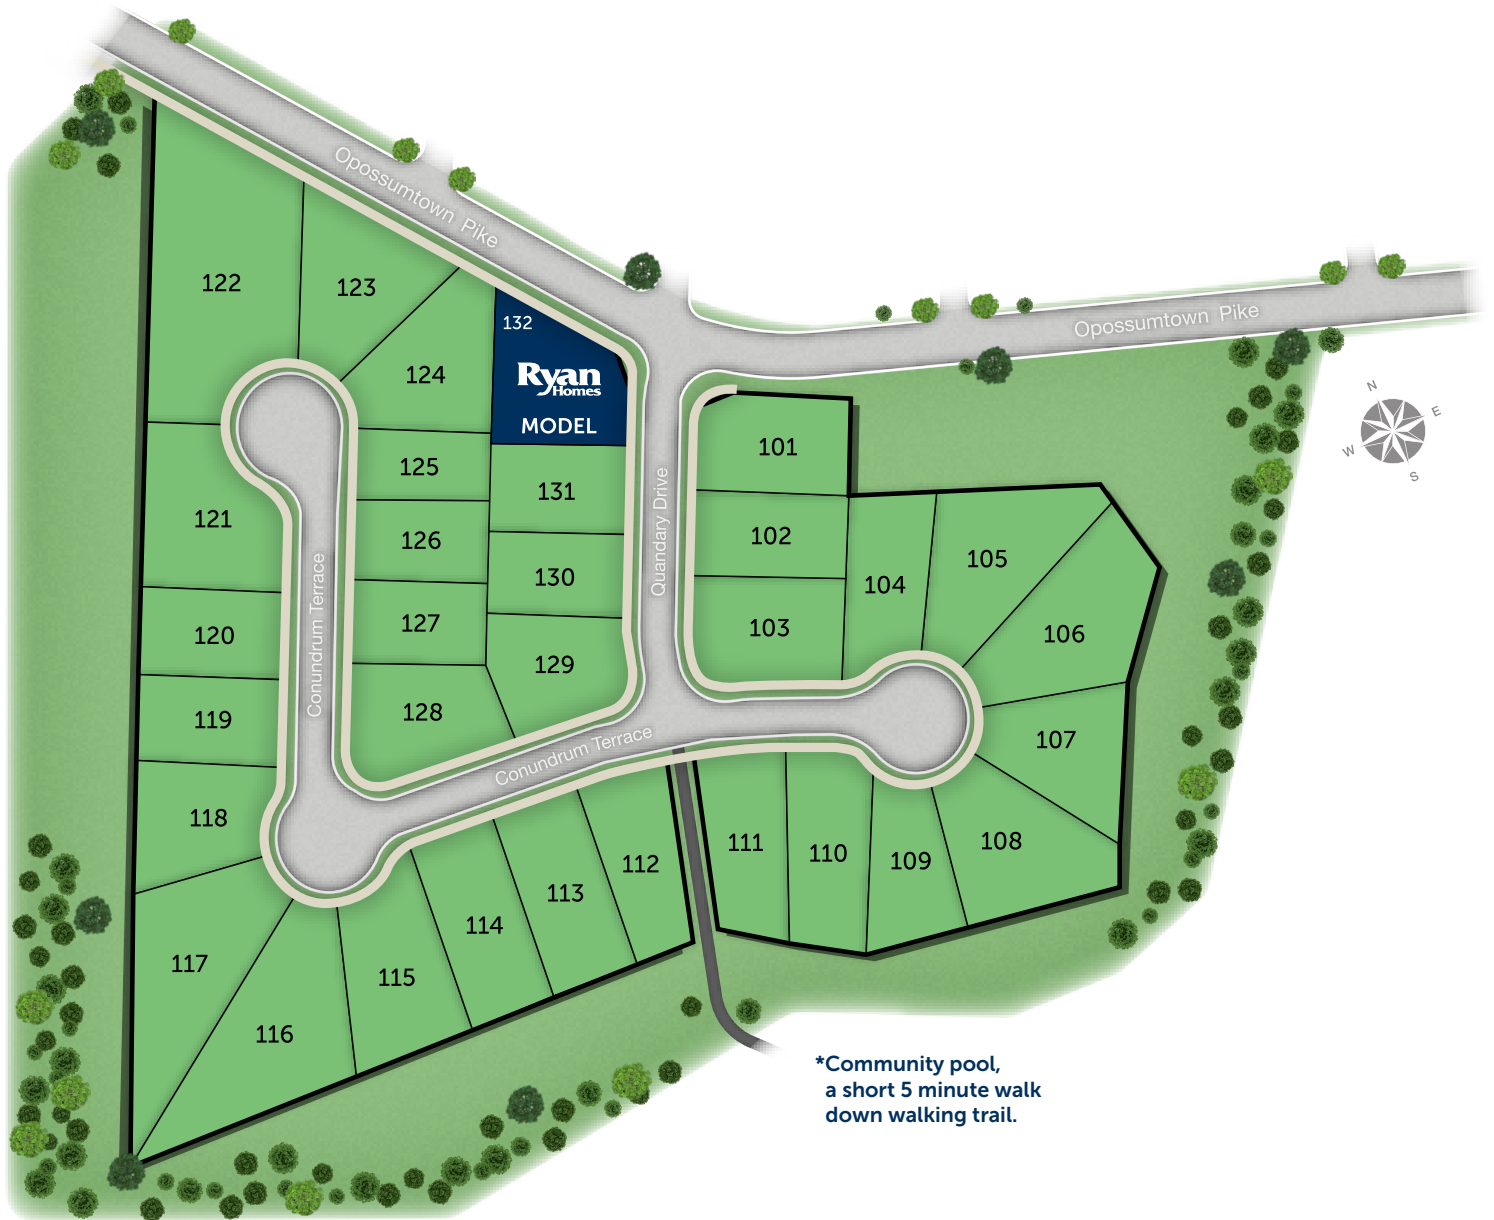 Opossumtown Pike
122
123
132
Ryan
Homes
MODEL
124
Opossumtown Pike
N
E
W
S
101
125
131
121
126
102
130
Quandary Drive
104
105
120
127
103
106
129
Conundrum Terrace
119
128
107
Conundrum Terrace
118
111
110
109
108
112
113
114
117
115
116
*Community pool,
a short 5 minute walk
down walking trail.